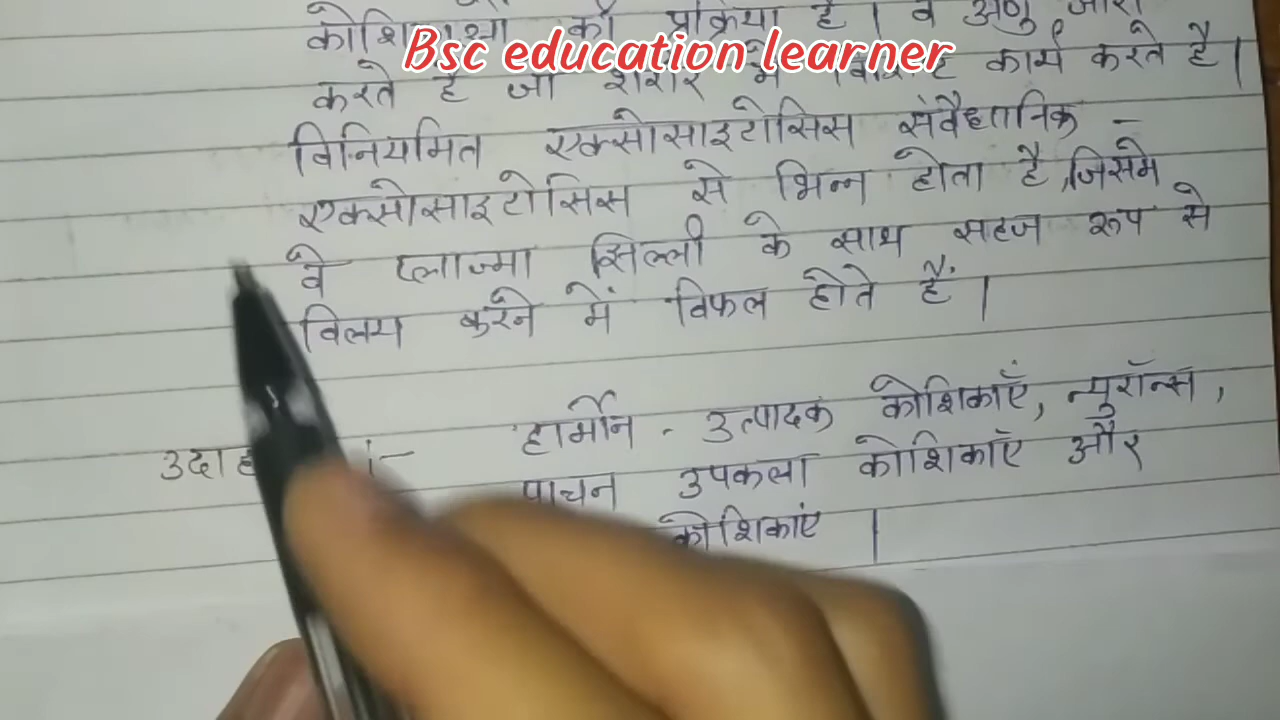 की प्रक्रिया है। वे अणु जारी
Bsc education learner
करते है जो शरीर में कार्य करते है।
विनियमित एक्सोसाइटोसिस संवैधानिक -
एक्सोसाइटोसिस से भिन्न होता है, जिसमे
वे प्लाज्मा झिल्ली के साथ सहज रूप से
विलय करने में विफल होते हैं।
उदाह :- हार्मोन - उत्पादक कोशिकाएँ, न्युरॉन्स,
पाचन उपकला कोशिकाएँ और
कोशिकाएं।